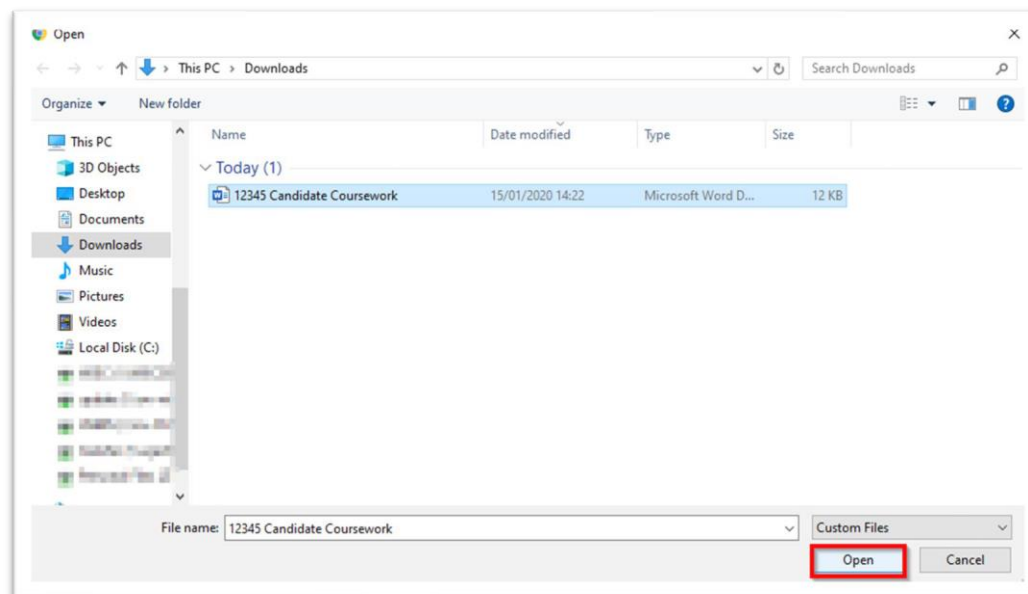 Open
This PC > Downloads
Search Downloads
Organize
New folder
This PC
3D Objects
Desktop
Documents
Downloads
Music
Pictures
Videos
Local Disk (C:)
Name Date modified Type Size
Today (1)
12345 Candidate Coursework 15/01/2020 14:22 Microsoft Word D... 12 KB
File name: 12345 Candidate Coursework
Custom Files
Open
Cancel